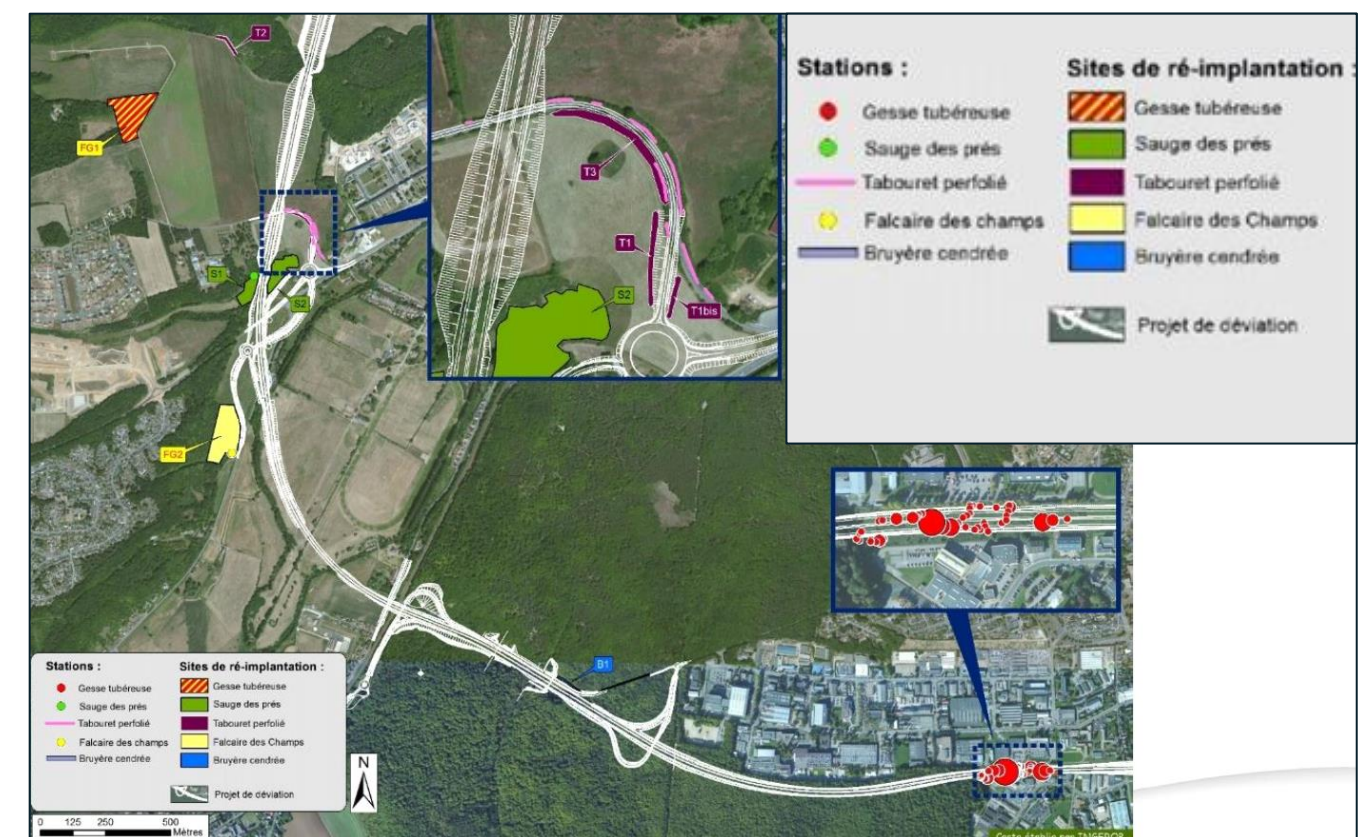 T2
FG1
S1
S2
FG2
T3
T1
S2
T1bis
Stations :
Gesse tubéreuse
Sauge des prés
Tabouret perfolié
Falcaire des champs
Bruyère cendrée
Sites de ré-implantation :
Gesse tubéreuse
Sauge des prés
Tabouret perfolié
Falcaire des Champs
Bruyère cendrée
Projet de déviation
B1
Stations :
Gesse tubéreuse
Sauge des prés
Tabouret perfolié
Falcaire des champs
Bruyère cendrée
Sites de ré-implantation :
Gesse tubéreuse
Sauge des prés
Tabouret perfolié
Falcaire des Champs
Bruyère cendrée
Projet de déviation
N
0 125 250 500
Mètres
Carte établie par INGEROP